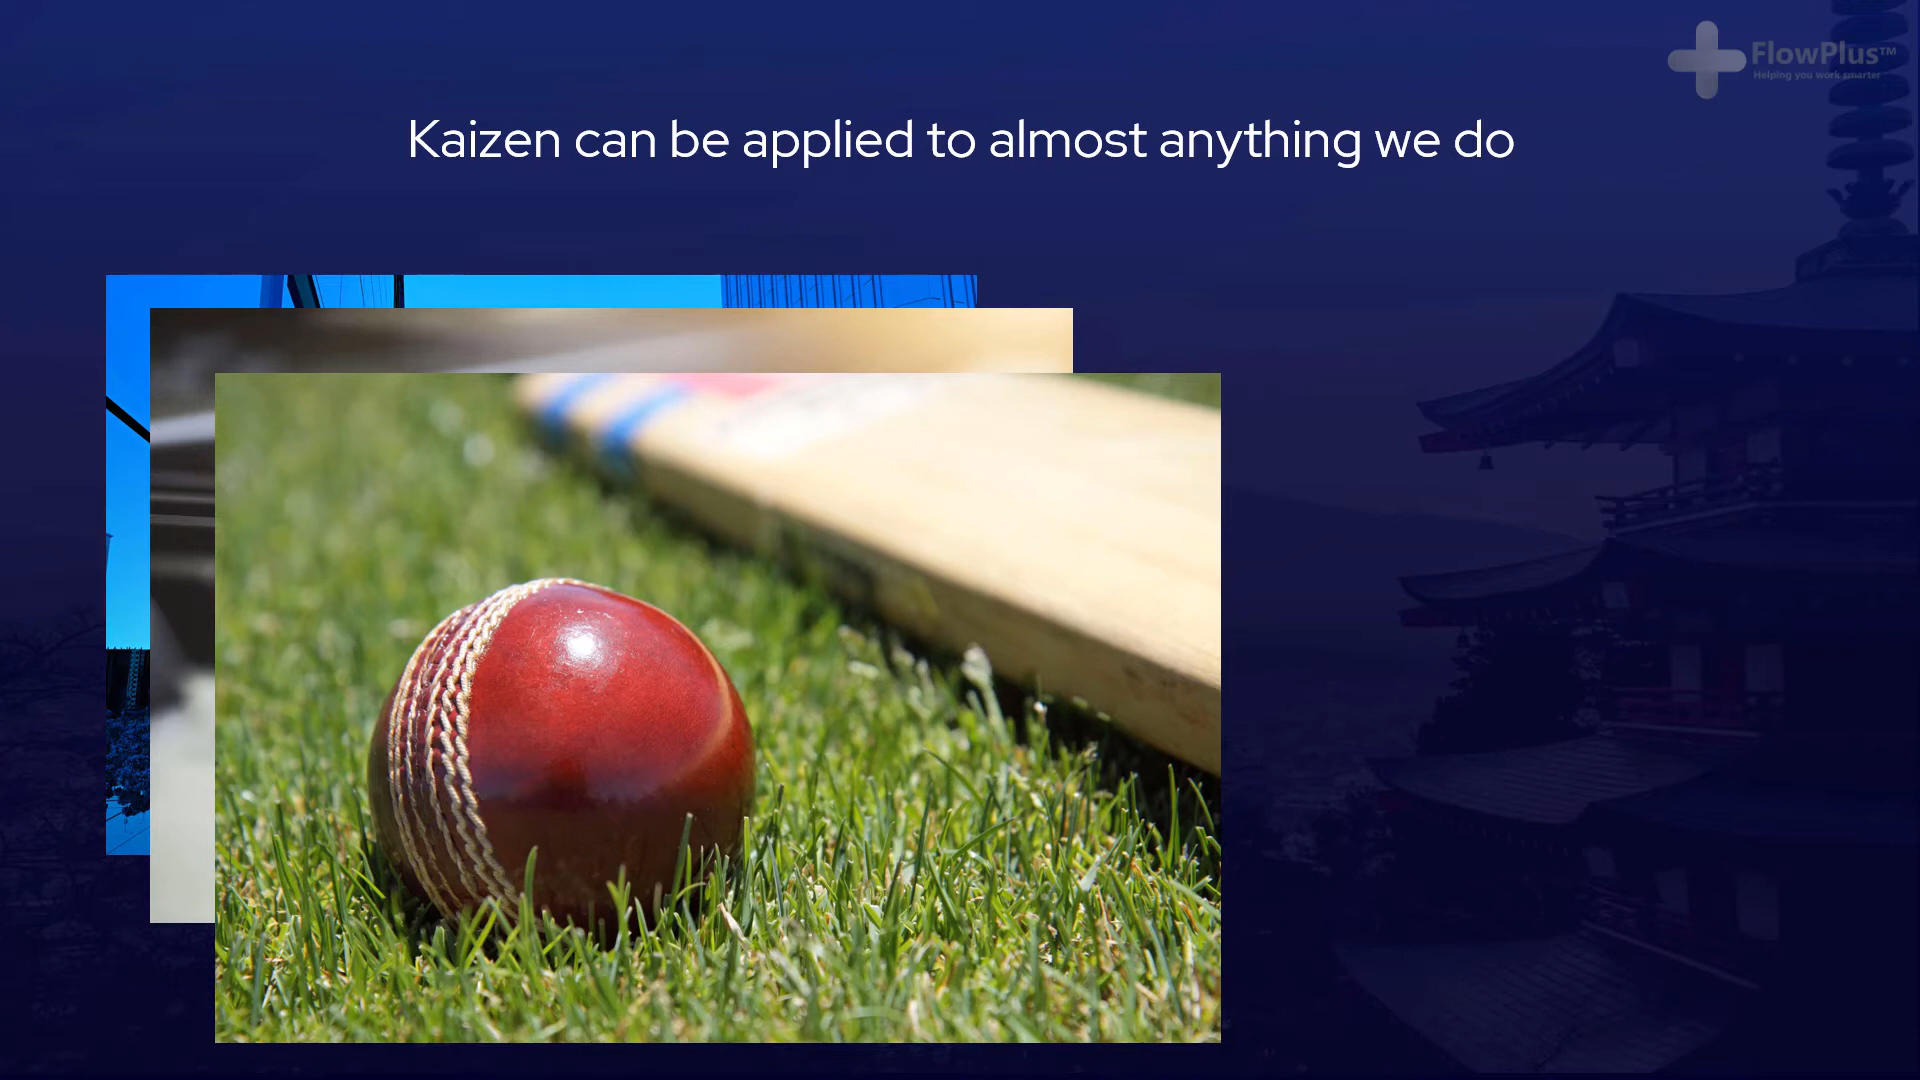 FlowPlus™
Helping you work smarter
Kaizen can be applied to almost anything we do